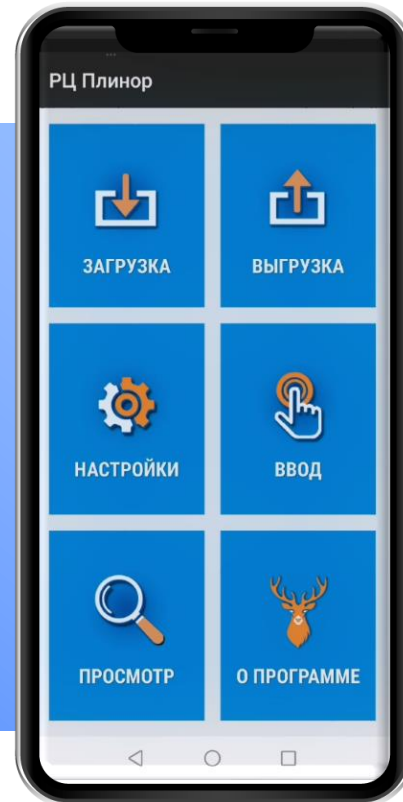 РЦ Плинор
ЗАГРУЗКА
ВЫГРУЗКА
НАСТРОЙКИ
ВВОД
ПРОСМОТР
О ПРОГРАММЕ